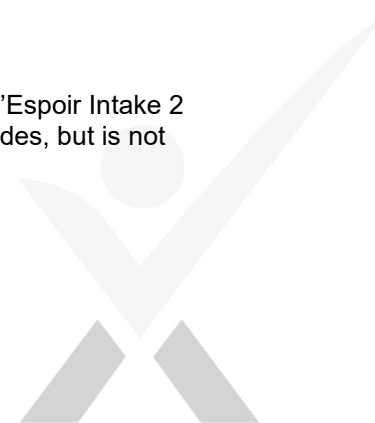 ’Espoir Intake 2
des, but is not